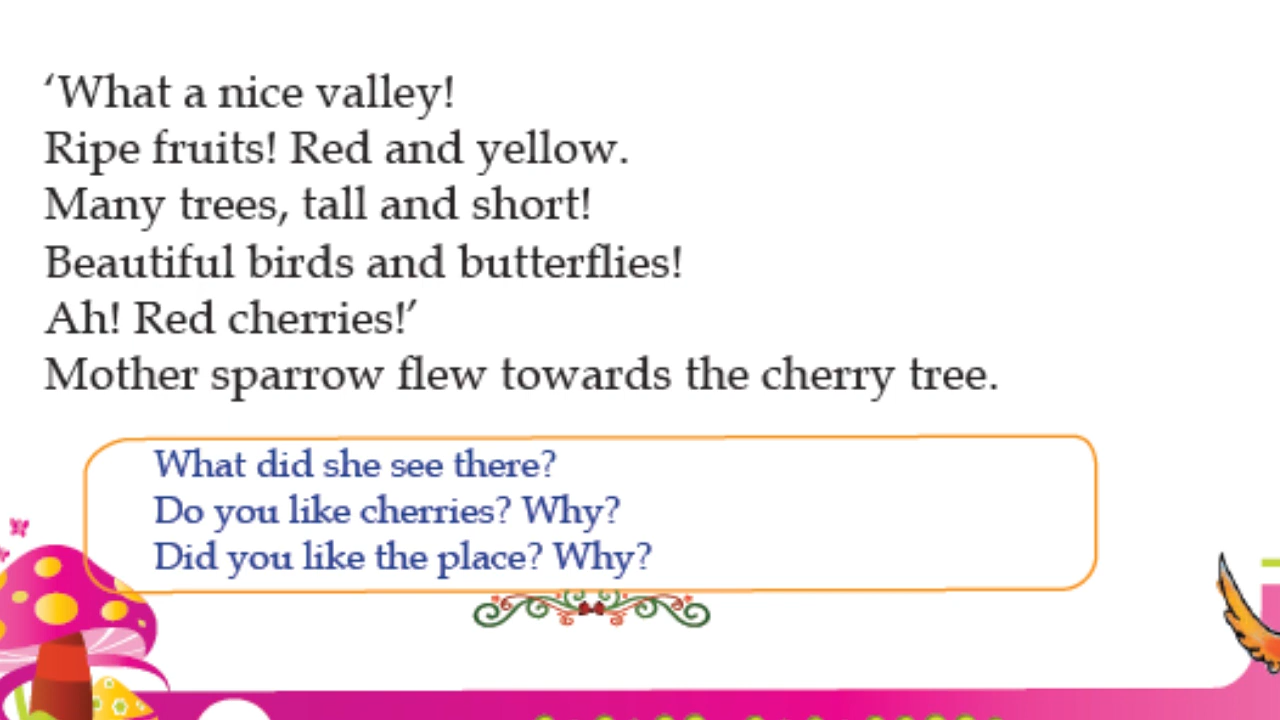 ‘What a nice valley!
Ripe fruits! Red and yellow.
Many trees, tall and short!
Beautiful birds and butterflies!
Ah! Red cherries!’
Mother sparrow flew towards the cherry tree.
What did she see there?
Do you like cherries? Why?
Did you like the place? Why?